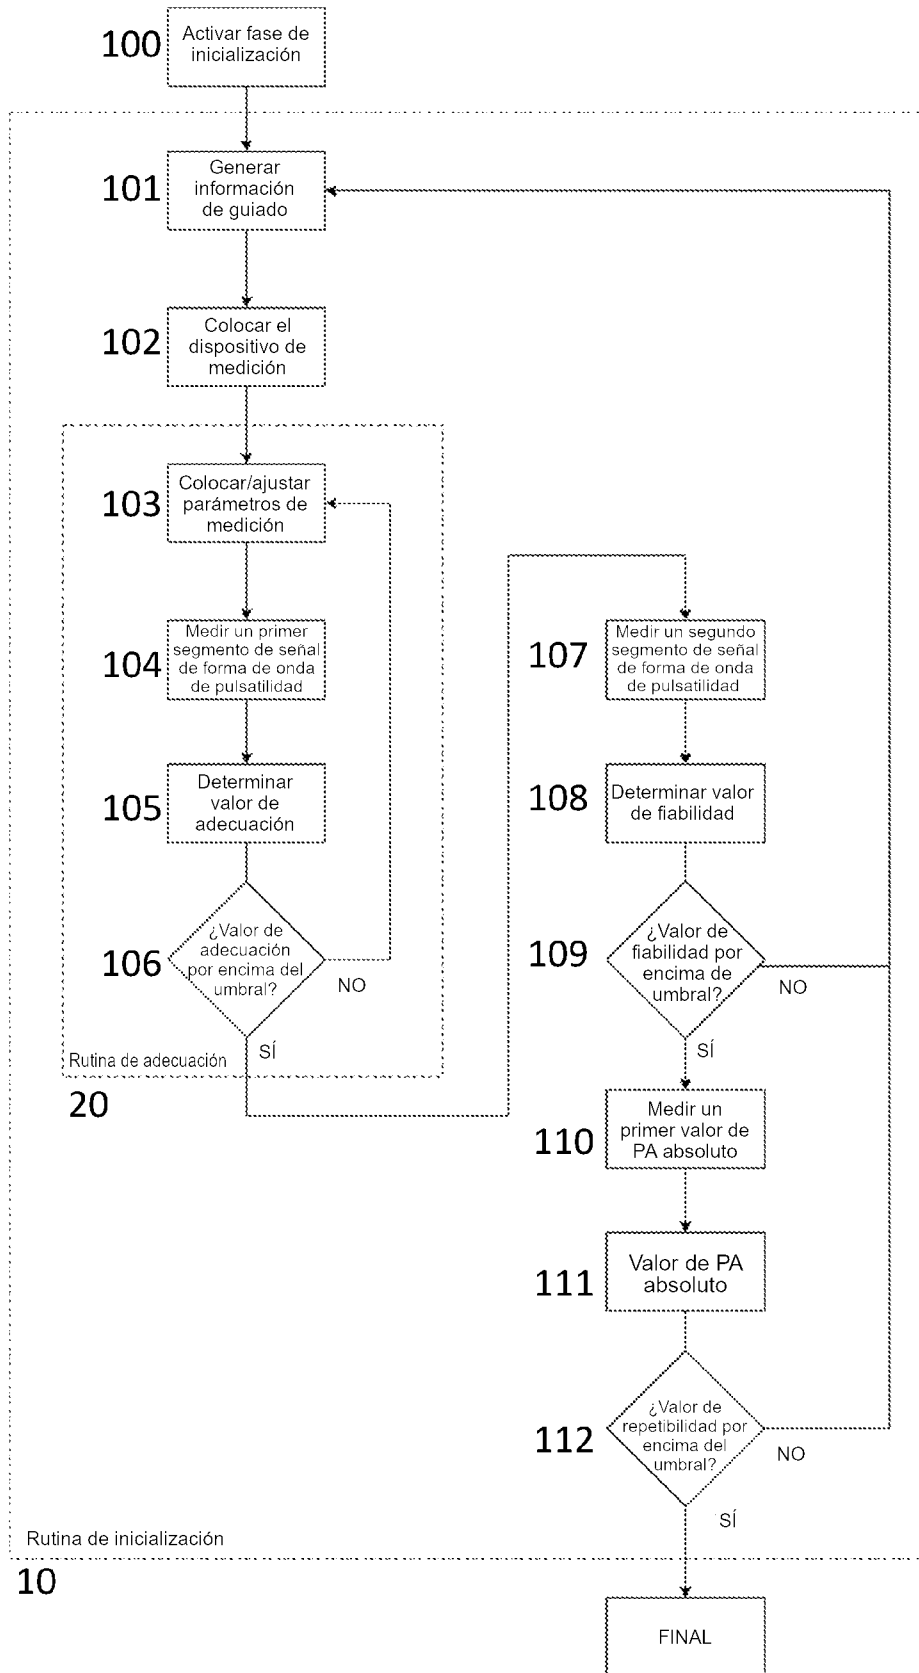 100
Activar fase de
inicialización
101
Generar
información
de guiado
102
Colocar el
dispositivo de
medición
103
Colocar/ajustar
parámetros de
medición
104
Medir un primer
segmento de señal
de forma de onda
de pulsatilidad
105
Determinar
valor de
adecuación
106
¿Valor de
adecuación
por encima del
umbral?
NO
SÍ
Rutina de adecuación
20
107
Medir un segundo
segmento de señal
de forma de onda
de pulsatilidad
108
Determinar valor
de fiabilidad
109
¿Valor de
fiabilidad por
encima de
umbral?
NO
SÍ
110
Medir un
primer valor de
PA absoluto
111
Valor de PA
absoluto
112
¿Valor de
repetibilidad por
encima del
umbral?
NO
SÍ
Rutina de inicialización
10
FINAL